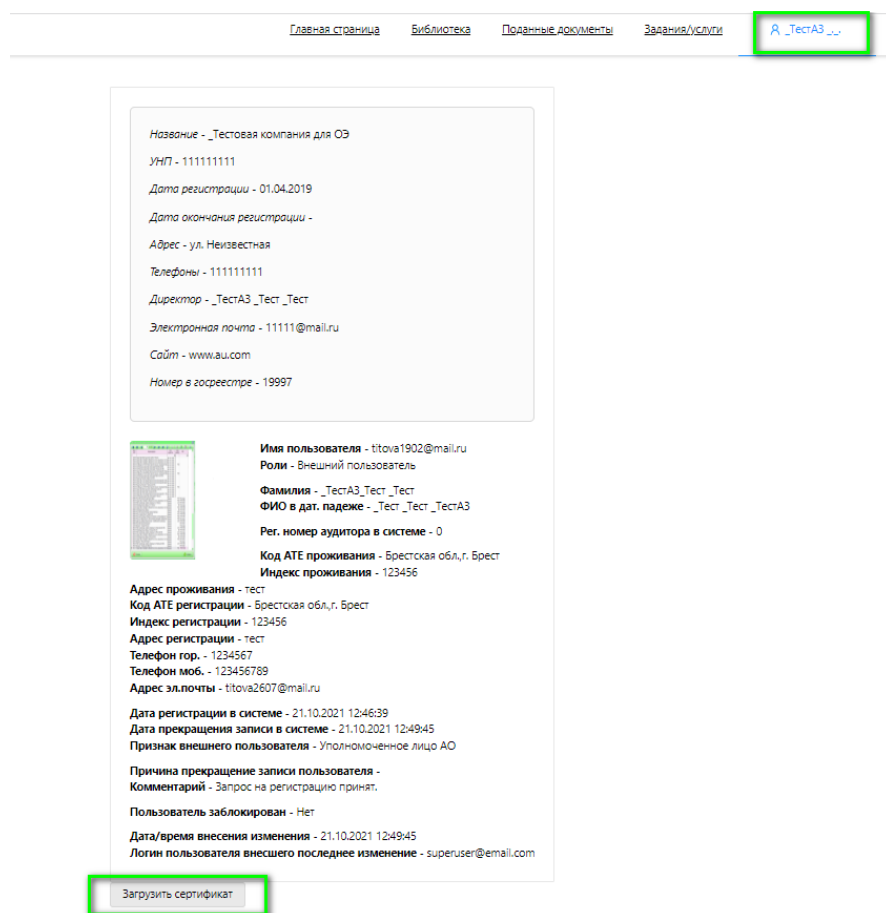 Главная страница Библиотека Поданные документы Задания/услуги _ТестАЗ _._.
Название - _Тестовая компания для ОЭ
УНП - 111111111
Дата регистрации - 01.04.2019
Дата окончания регистрации -
Адрес - ул. Неизвестная
Телефоны - 111111111
Директор - _ТестАЗ _Тест _Тест
Электронная почта - 11111@mail.ru
Сайт - www.au.com
Номер в госреестре - 19997
Имя пользователя - titova1902@mail.ru
Роли - Внешний пользователь
Фамилия - _ТестАЗ_Тест _Тест
ФИО в дат. падеже - _Тест _Тест _ТестАЗ
Рег. номер аудитора в системе - 0
Код АТЕ проживания - Брестская обл.,г. Брест
Индекс проживания - 123456
Адрес проживания - тест
Код АТЕ регистрации - Брестская обл.,г. Брест
Индекс регистрации - 123456
Адрес регистрации - тест
Телефон гор. - 1234567
Телефон моб. - 123456789
Адрес эл.почты - titova2607@mail.ru
Дата регистрации в системе - 21.10.2021 12:46:39
Дата прекращения записи в системе - 21.10.2021 12:49:45
Признак внешнего пользователя - Уполномоченное лицо АО
Причина прекращение записи пользователя -
Комментарий - Запрос на регистрацию принят.
Пользователь заблокирован - Нет
Дата/время внесения изменения - 21.10.2021 12:49:45
Логин пользователя внесшего последнее изменение - superuser@email.com
Загрузить сертификат